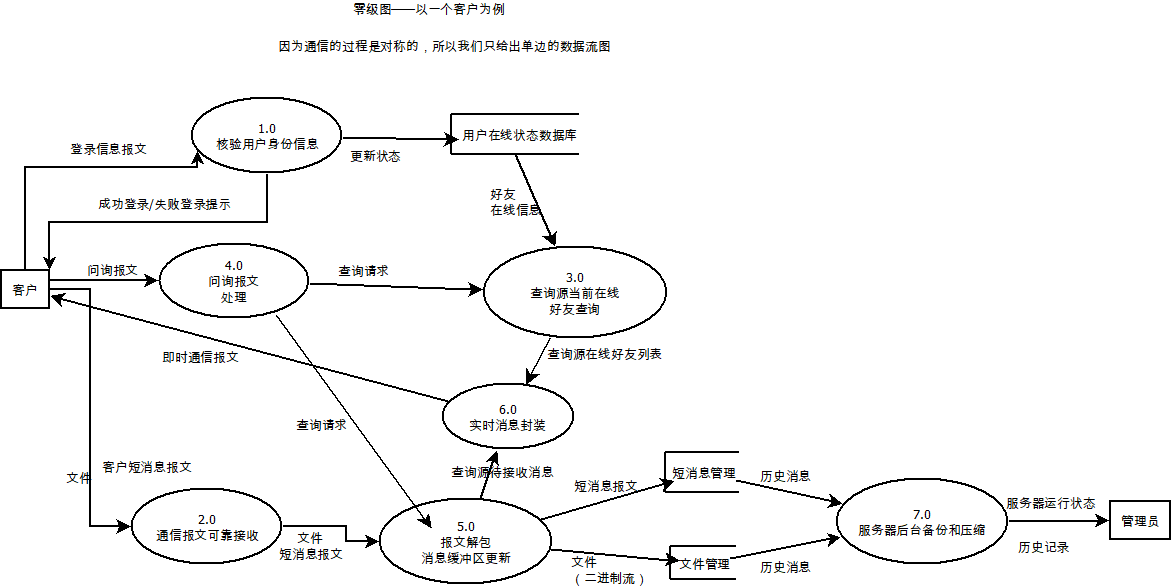 零级图——以一个客户为例
因为通信的过程是对称的，所以我们只给出单边的数据流图
1.0
核验用户身份信息
登录信息报文
更新状态
用户在线状态数据库
成功登录/失败登录提示
好友
在线信息
客户
问询报文
4.0
问询报文
处理
查询请求
3.0
查询源当前在线
好友查询
即时通信报文
查询源在线好友列表
6.0
实时消息封装
查询请求
文件
客户短消息报文
查询源待接收消息
2.0
通信报文可靠接收
文件
短消息报文
5.0
报文解包
消息缓冲区更新
短消息报文
短消息管理
历史消息
文件
（二进制流）
文件管理
历史消息
7.0
服务器后台备份和压缩
服务器运行状态
历史记录
管理员